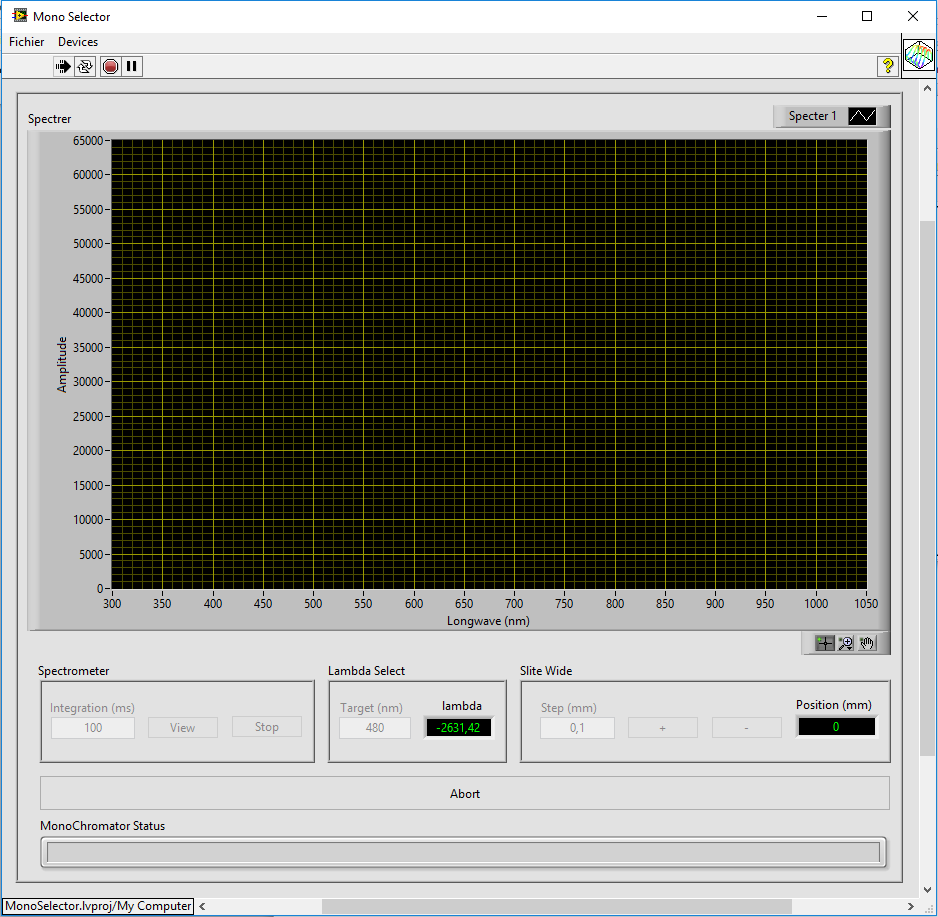 Mono Selector
Fichier Devices
?
Spectrer
Specter 1
65000
60000
55000
50000
45000
40000
35000
30000
25000
20000
15000
10000
5000
0
Amplitude
300 350 400 450 500 550 600 650 700 750 800 850 900 950 1000 1050
Longwave (nm)
Spectrometer Lambda Select Slite Wide
Integration (ms) Target (nm) lambda Step (mm) Position (mm)
100 View Stop 480 -2631,42 0,1 + - 0
Abort
MonoChromator Status
MonoSelector.lvproj/My Computer